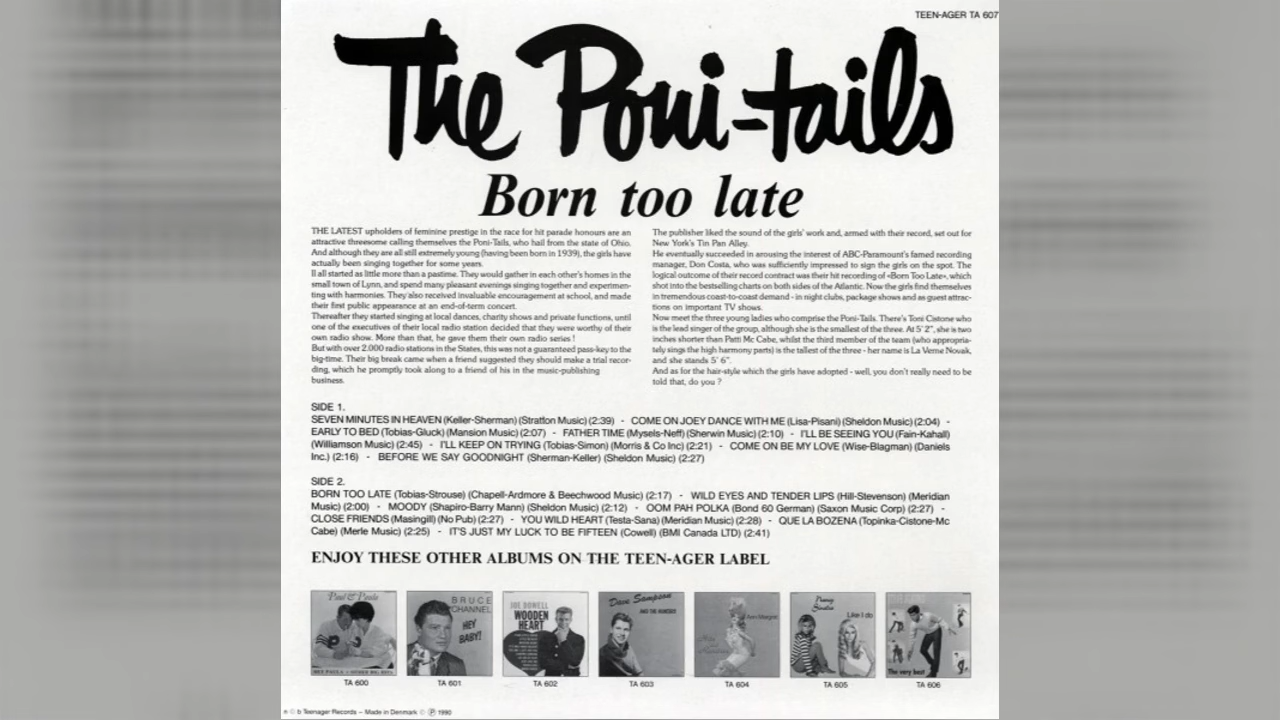 TEEN-AGER TA 607
The Poni-tails
Born too late
THE LATEST upholders of feminine prestige in the race for hit parade honours are an
attractive threesome calling themselves the Poni-Tails, who hail from the state of Ohio.
And although they are all still extremely young (having been born in 1939), the girls have
actually been singing together for some years.
Il all started as little more than a pastime. They would gather in each other's homes in the
small town of Lynn, and spend many pleasant evenings singing together and experimen-
ting with harmonies. They also received invaluable encouragement at school, and made
their first public appearance at an end-of-term concert.
Thereafter they started singing at local dances, charity shows and private functions, until
one of the executives of their local radio station decided that they were worthy of their
own radio show. More than that, he gave them their own radio series !
But with over 2.000 radio stations in the States, this was not a guaranteed pass-key to the
big-time. Their big break came when a friend suggested they should make a trial recor-
ding, which he promptly took along to a friend of his in the music-publishing
business.
The publisher liked the sound of the girls' work and, armed with their record, set out for
New York's Tin Pan Alley.
He eventually succeeded in arousing the interest of ABC-Paramount's famed recording
manager, Don Costa, who was sufficiently impressed to sign the girls on the spot. The
logical outcome of their record contract was their hit recording of «Born Too Late», which
shot into the bestselling charts on both sides of the Atlantic. Now the girls find themselves
in tremendous coast-to-coast demand - in night clubs, package shows and as guest attrac-
tions on important TV shows.
Now meet the three young ladies who comprise the Poni-Tails. There's Toni Cistone who
is the lead singer of the group, although she is the smallest of the three. At 5' 2", she is two
inches shorter than Patti Mc Cabe, whilst the third member of the team (who appropria-
tely sings the high harmony parts) is the tallest of the three - her name is La Verne Novak,
and she stands 5' 6".
And as for the hair-style which the girls have adopted - well, you don't really need to be
told that, do you ?
SIDE 1.
SEVEN MINUTES IN HEAVEN (Keller-Sherman) (Stratton Music) (2:39) - COME ON JOEY DANCE WITH ME (Lisa-Pisani) (Sheldon Music) (2:04) -
EARLY TO BED (Tobias-Gluck) (Mansion Music) (2:07) - FATHER TIME (Mysels-Neff) (Sherwin Music) (2:10) - I'LL BE SEEING YOU (Fain-Kahall)
(Williamson Music) (2:45) - I'LL KEEP ON TRYING (Tobias-Simon) (Morris & Co Inc) (2:21) - COME ON BE MY LOVE (Wise-Blagman) (Daniels
Inc.) (2:16) - BEFORE WE SAY GOODNIGHT (Sherman-Keller) (Sheldon Music) (2:27)
SIDE 2.
BORN TOO LATE (Tobias-Strouse) (Chapell-Ardmore & Beechwood Music) (2:17) - WILD EYES AND TENDER LIPS (Hill-Stevenson) (Meridian
Music) (2:00) - MOODY (Shapiro-Barry Mann) (Sheldon Music) (2:12) - OOM PAH POLKA (Bond 60 German) (Saxon Music Corp) (2:27) -
CLOSE FRIENDS (Masingill) (No Pub) (2:27) - YOU WILD HEART (Testa-Sana) (Meridian Music) (2:28) - QUE LA BOZENA (Topinka-Cistone-Mc
Cabe) (Merle Music) (2:25) - IT'S JUST MY LUCK TO BE FIFTEEN (Cowell) (BMI Canada LTD) (2:41)
ENJOY THESE OTHER ALBUMS ON THE TEEN-AGER LABEL
Paul & Paula
BRUCE
CHANNEL
HEY
BABY!
JOE DOWELL
WOODEN
HEART
Dave Sampson
AND THE HUNTERS
Ann Margret
Like I do
The very best
TA 600
TA 601
TA 602
TA 603
TA 604
TA 605
TA 606
Teenager Records – Made in Denmark © ℗ 1990